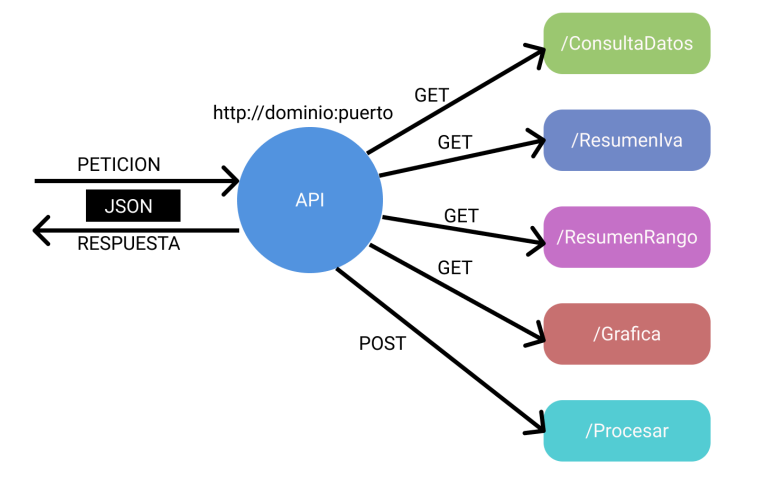 /ConsultaDatos
GET
http://dominio:puerto
GET
/ResumenIva
PETICION
JSON
API
RESPUESTA
GET
/ResumenRango
GET
/Grafica
POST
/Procesar